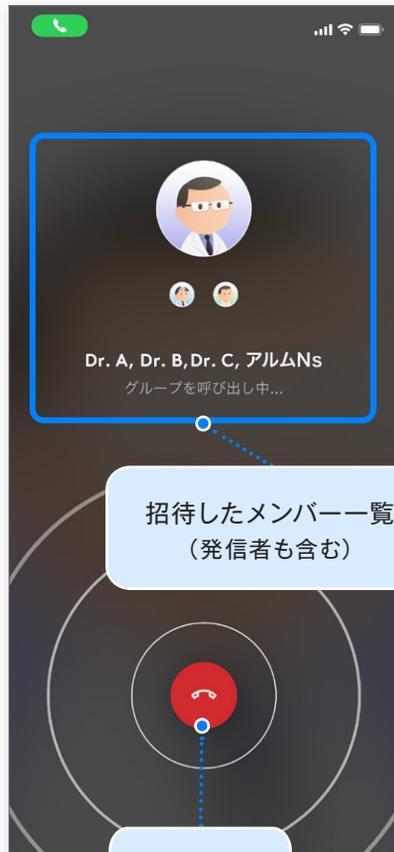 Dr. A, Dr. B,Dr. C, アルムNs
グループを呼び出し中...
招待したメンバー一覧
（発信者も含む）